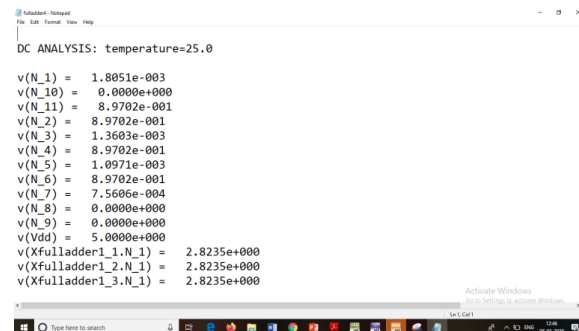 fulladder4 - Notepad
File Edit Format View Help
DC ANALYSIS: temperature=25.0
v(N_1) = 1.8051e-003
v(N_10) = 0.0000e+000
v(N_11) = 8.9702e-001
v(N_2) = 8.9702e-001
v(N_3) = 1.3603e-003
v(N_4) = 8.9702e-001
v(N_5) = 1.0971e-003
v(N_6) = 8.9702e-001
v(N_7) = 7.5606e-004
v(N_8) = 0.0000e+000
v(N_9) = 0.0000e+000
v(Vdd) = 5.0000e+000
v(Xfulladder1_1.N_1) = 2.8235e+000
v(Xfulladder1_2.N_1) = 2.8235e+000
v(Xfulladder1_3.N_1) = 2.8235e+000
Activate Windows
Go to Settings to activate Windows.
Ln 1, Col 1
Type here to search
ENG
12:46